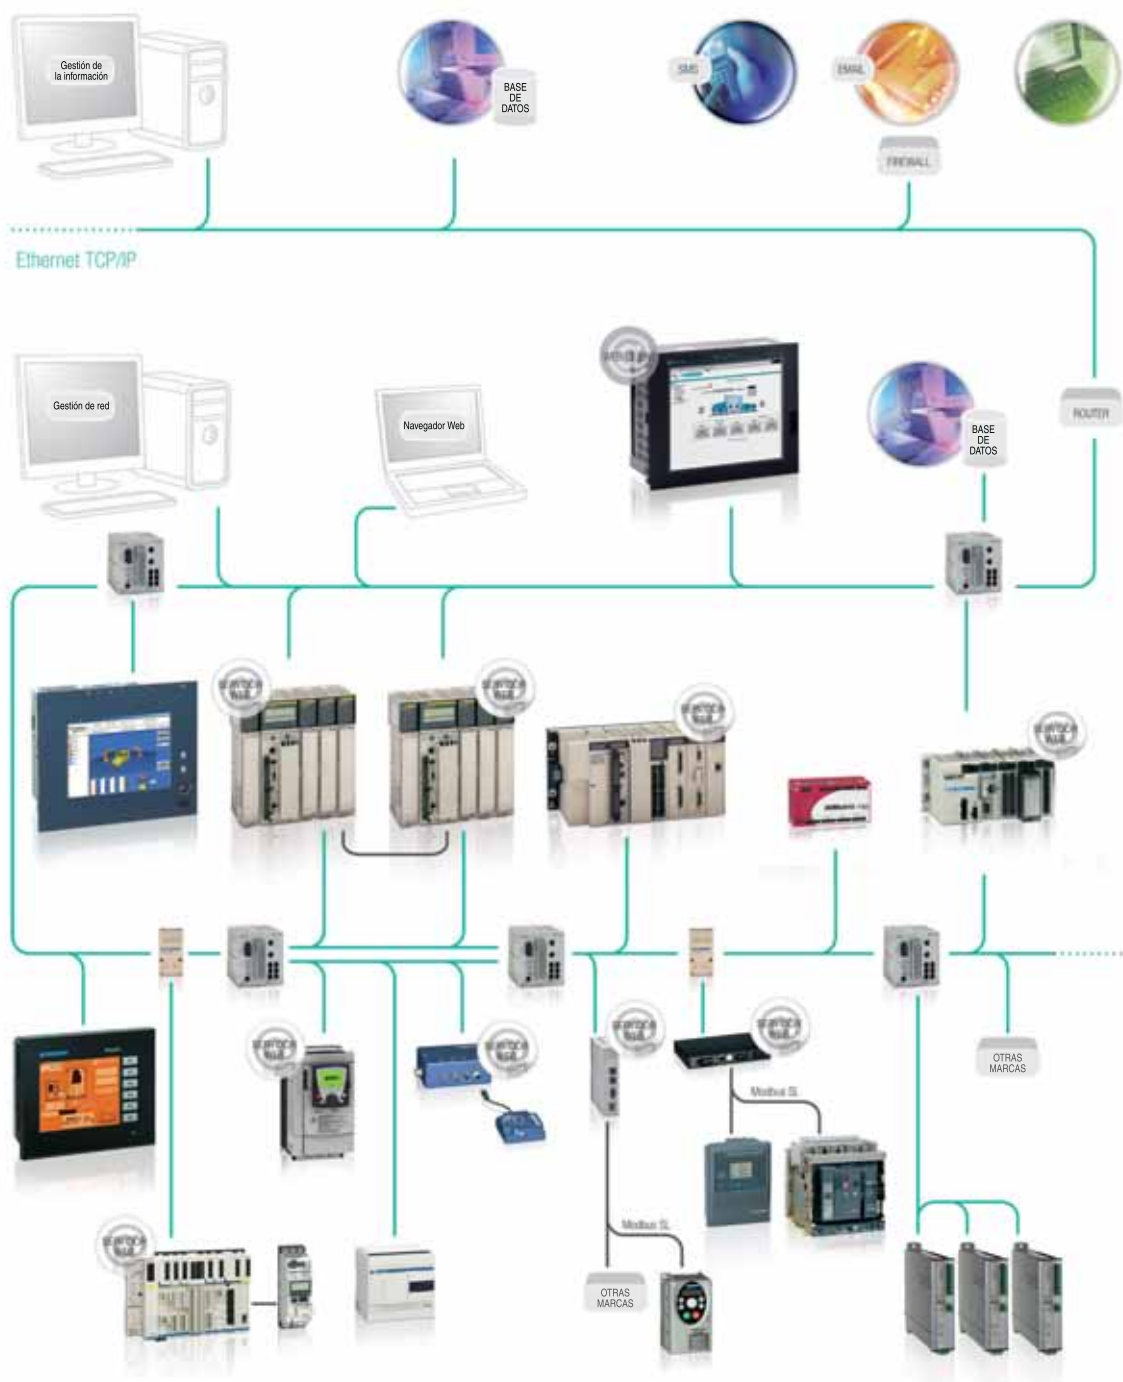 Gestión de
la información
BASE
DE
DATOS
SMS
EMAIL
FIREWALL
Ethernet TCP/IP
Gestión de red
Navegador Web
BASE
DE
DATOS
ROUTER
OTRAS
MARCAS
Modbus SL
Modbus SL
OTRAS
MARCAS